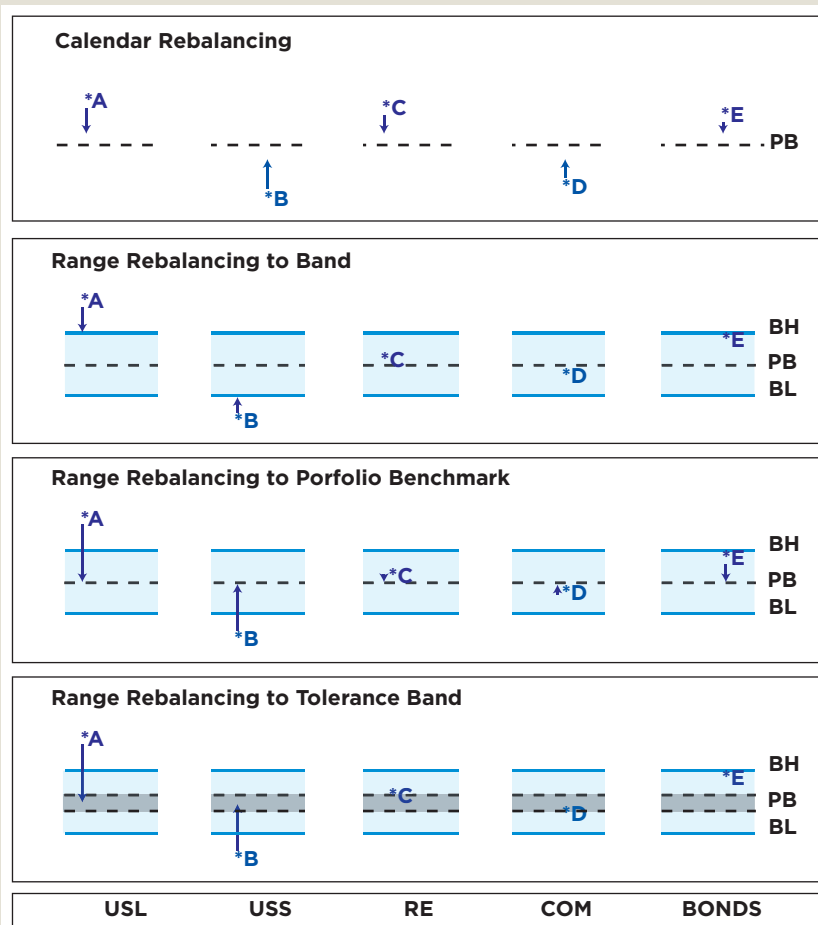 Calendar Rebalancing
*A
*C
*E
PB
*B
*D
Range Rebalancing to Band
*A
BH
*E
*C
PB
*D
BL
*B
Range Rebalancing to Porfolio Benchmark
*A
BH
*E
*C
PB
*D
BL
*B
Range Rebalancing to Tolerance Band
*A
BH
*E
*C
PB
*D
BL
*B
USL USS RE COM BONDS